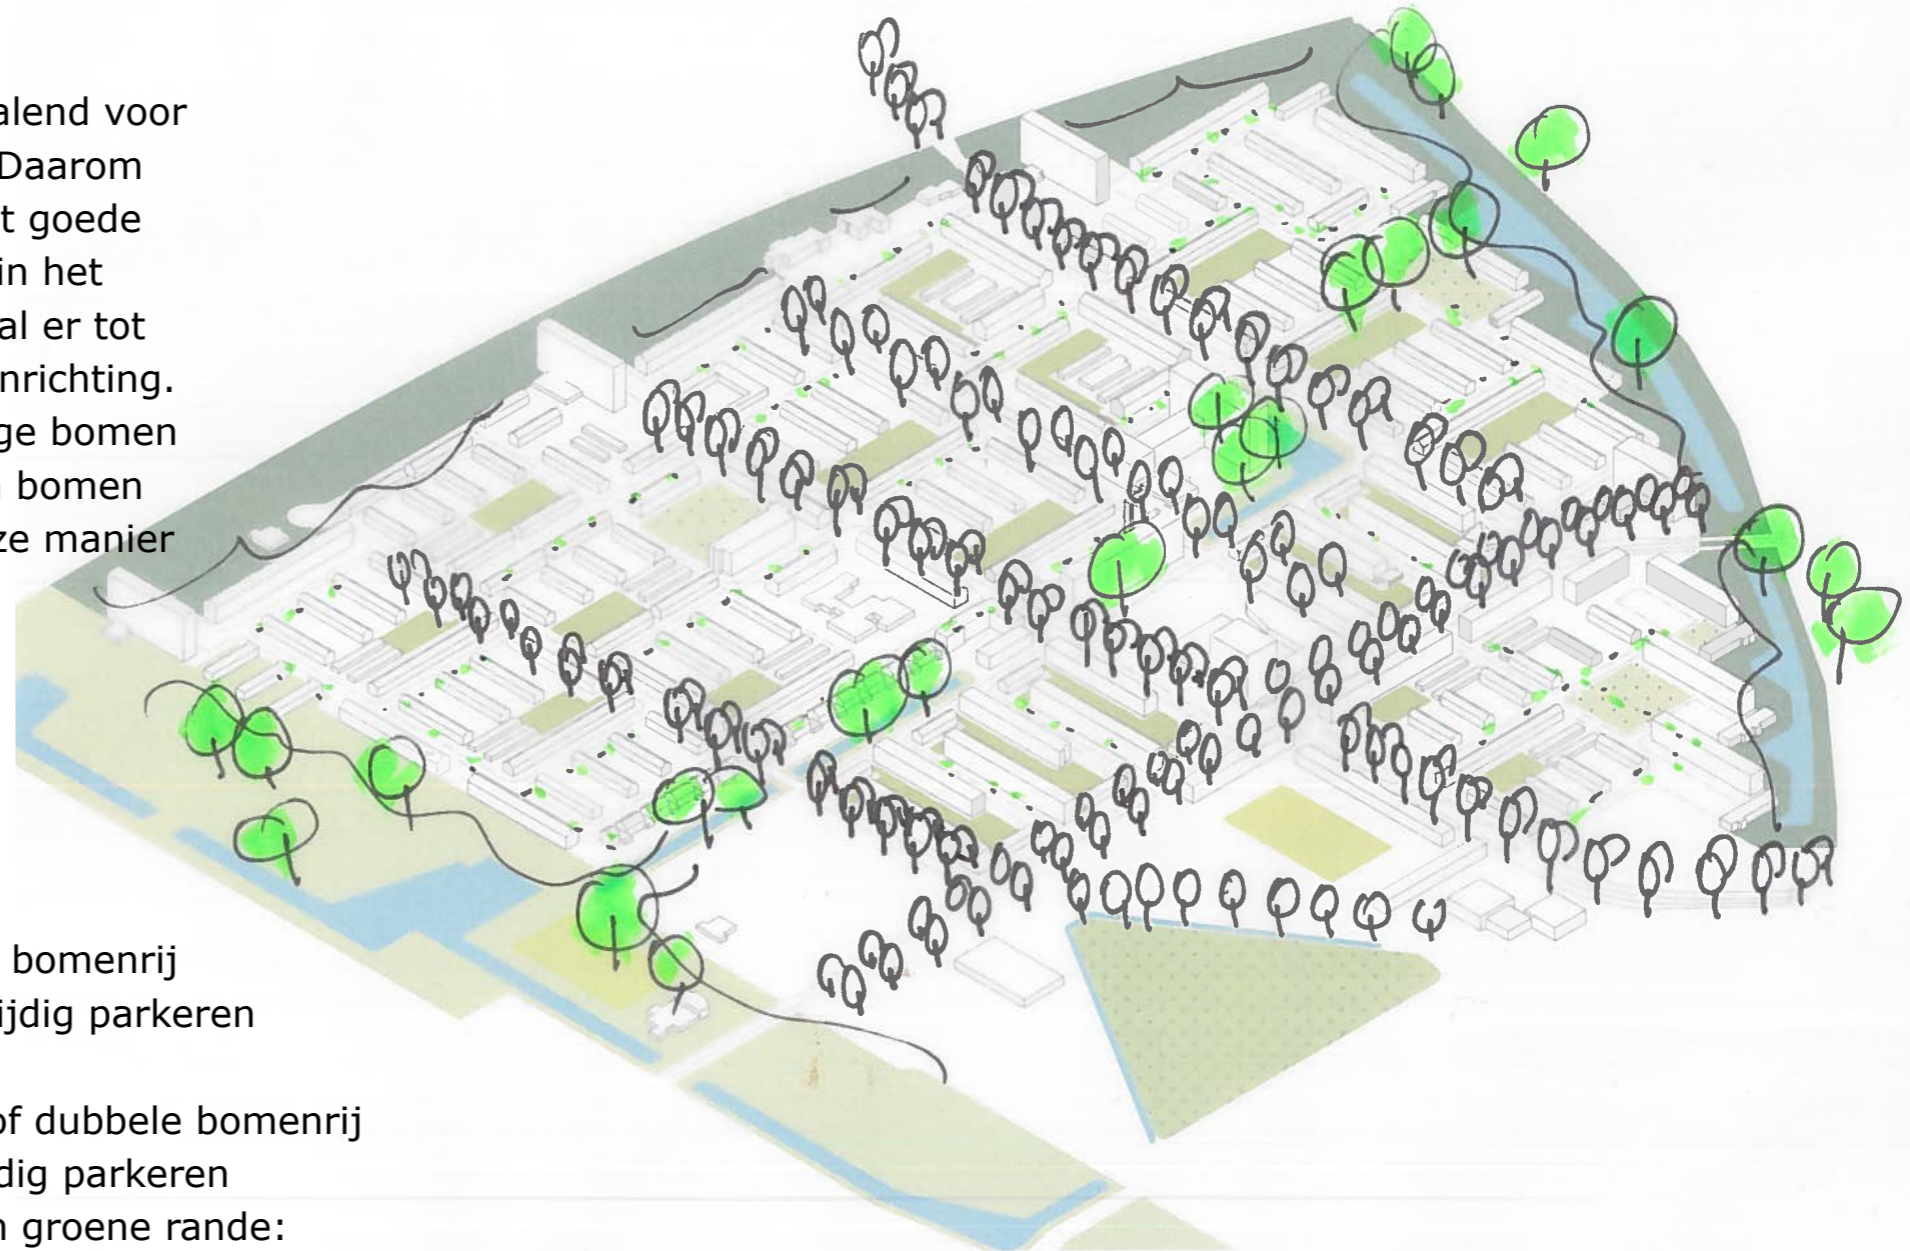 alend voor
Daarom
t goede
in het
al er tot
nrichting.
ge bomen
bomen
ze manier
bomenrij
ijdig parkeren
of dubbele bomenrij
dig parkeren
groene rande: